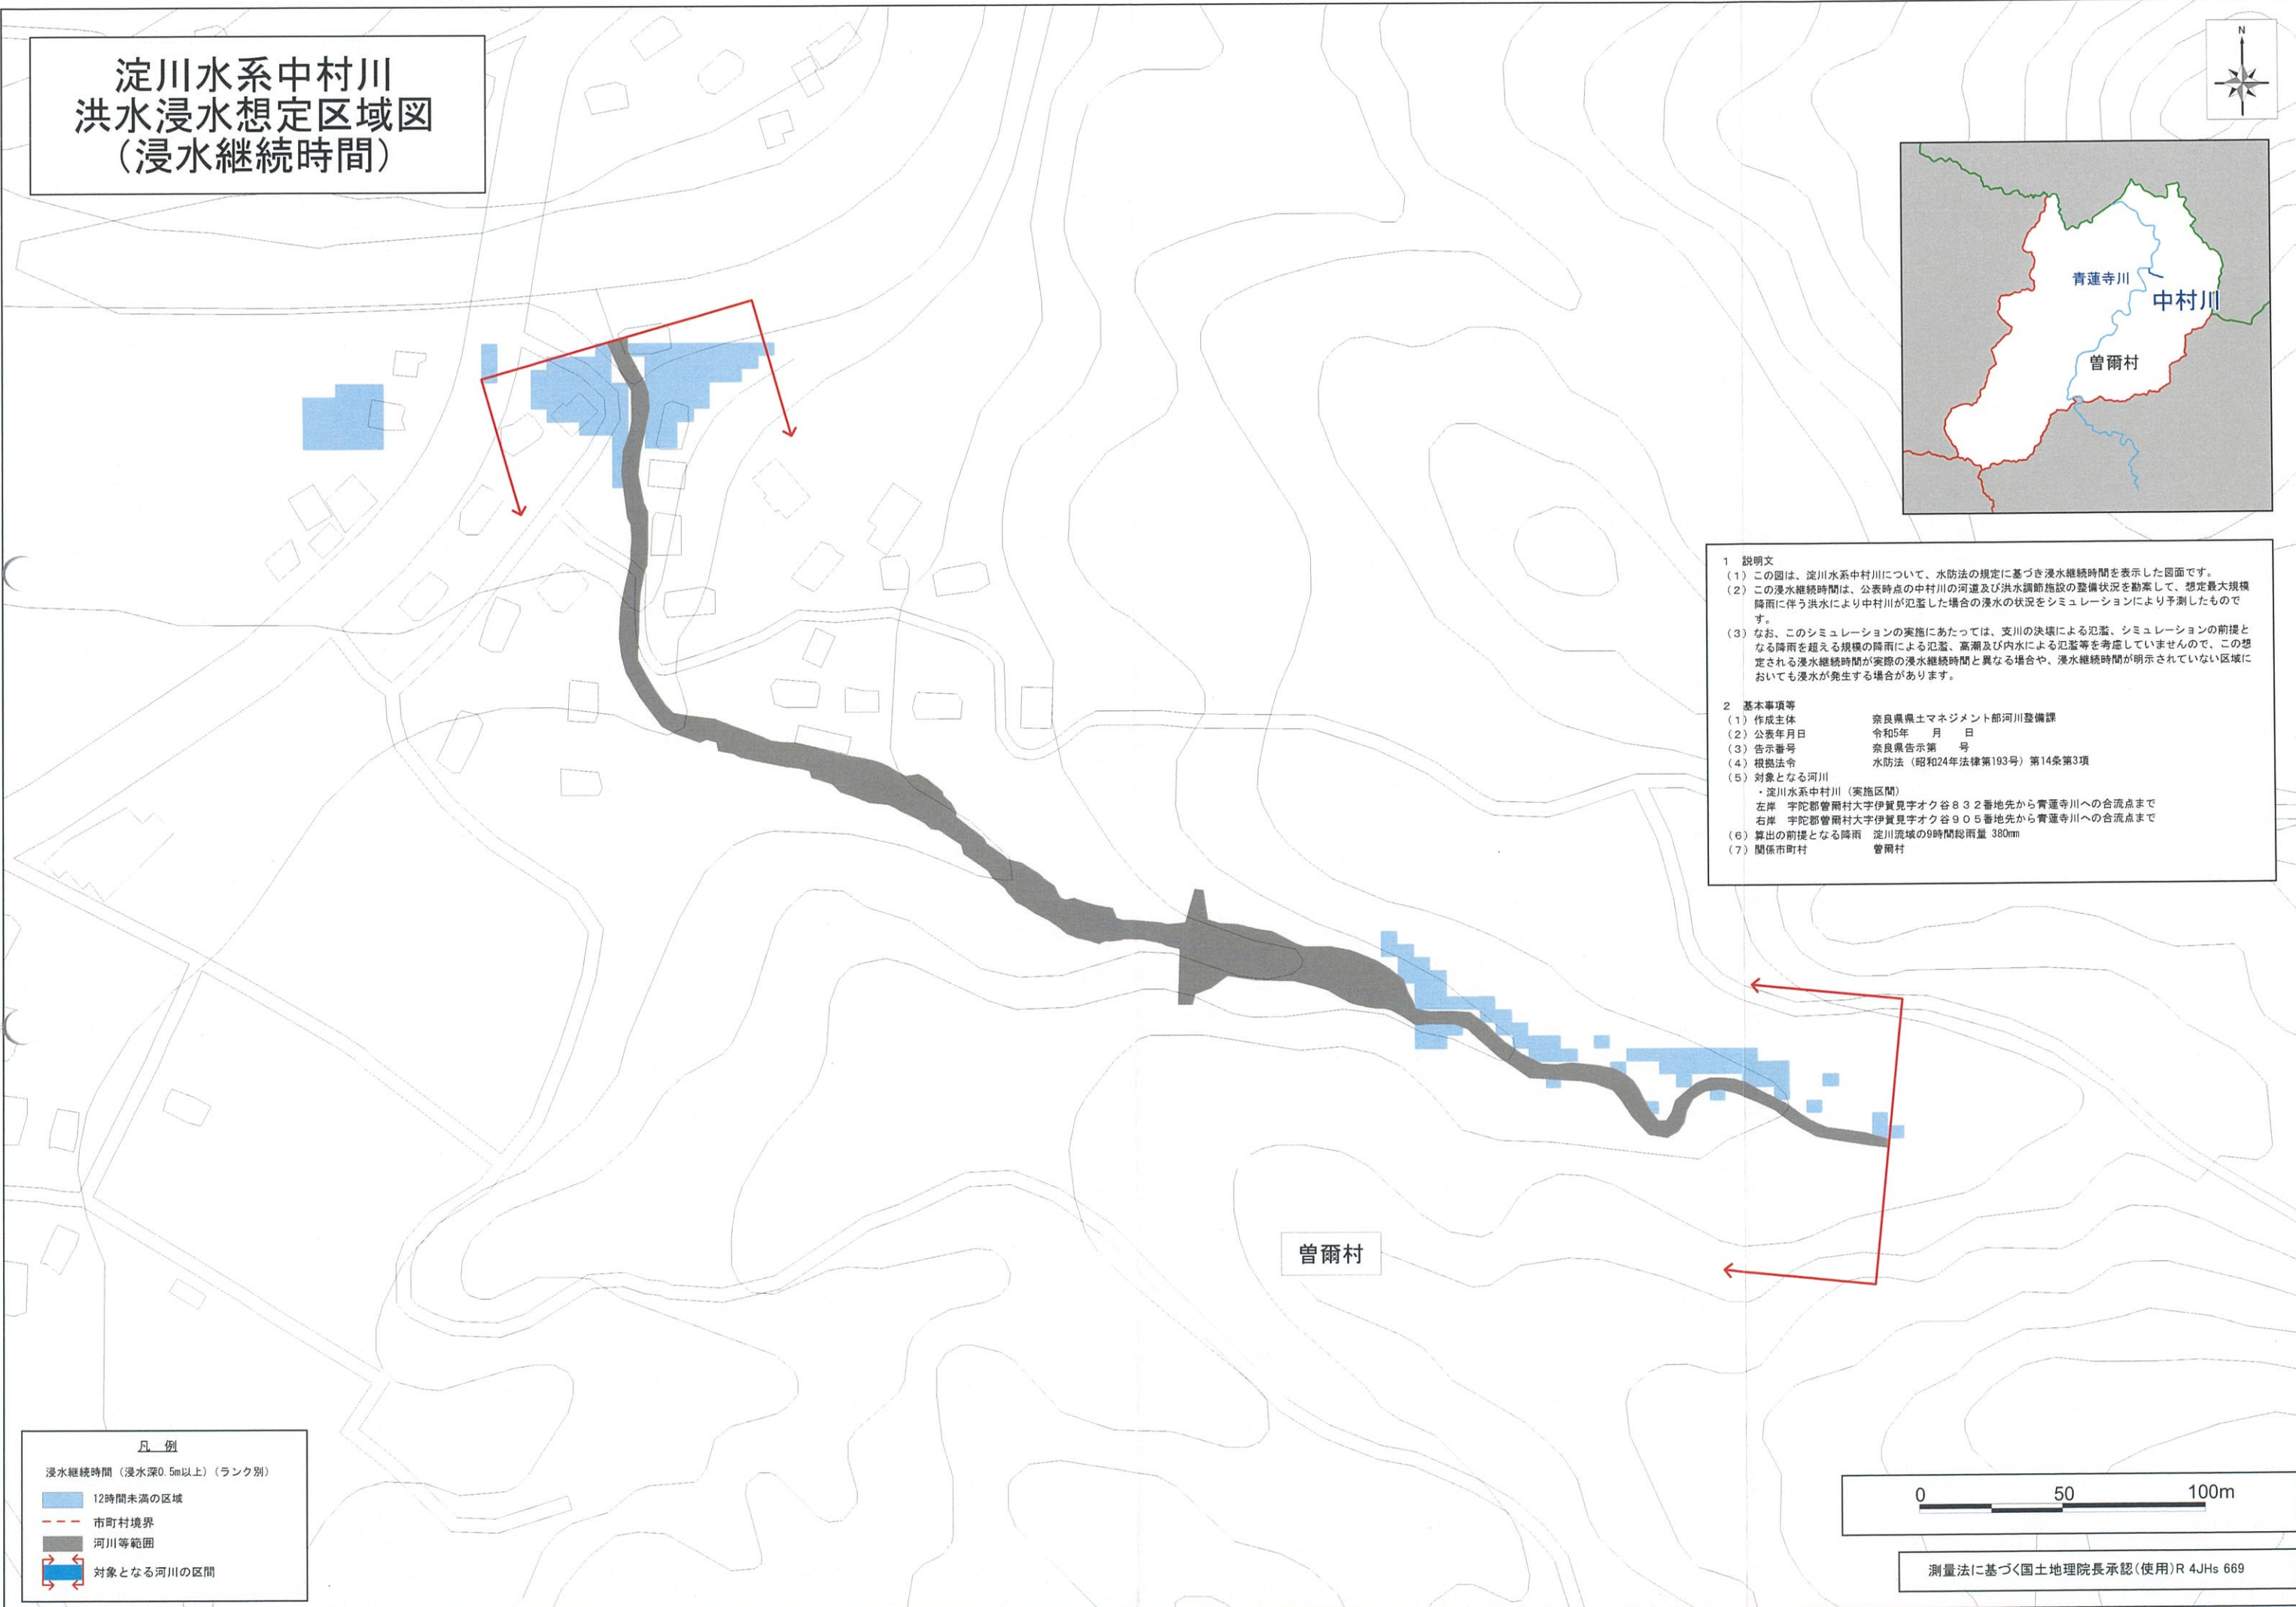 淀川水系中村川
洪水浸水想定区域図
（浸水継続時間）
N
青蓮寺川
中村川
曽爾村
1　説明文
（1）この図は、淀川水系中村川について、水防法の規定に基づき浸水継続時間を表示した図面です。
（2）この浸水継続時間は、公表時点の中村川の河道及び洪水調節施設の整備状況を勘案して、想定最大規模
降雨に伴う洪水により中村川が氾濫した場合の浸水の状況をシミュレーションにより予測したもので
す。
（3）なお、このシミュレーションの実施にあたっては、支川の決壊による氾濫、シミュレーションの前提と
なる降雨を超える規模の降雨による氾濫、高潮及び内水による氾濫等を考慮していませんので、この想
定される浸水継続時間が実際の浸水継続時間と異なる場合や、浸水継続時間が明示されていない区域に
おいても浸水が発生する場合があります。
2　基本事項等
（1）作成主体　奈良県県土マネジメント部河川整備課
（2）公表年月日　令和5年　　月　　日
（3）告示番号　奈良県告示第　　号
（4）根拠法令　水防法（昭和24年法律第193号）第14条第3項
（5）対象となる河川
・淀川水系中村川（実施区間）
左岸　宇陀郡曽爾村大字伊賀見字オク谷８３２番地先から青蓮寺川への合流点まで
右岸　宇陀郡曽爾村大字伊賀見字オク谷９０５番地先から青蓮寺川への合流点まで
（6）算出の前提となる降雨　淀川流域の9時間総雨量 380mm
（7）関係市町村　曽爾村
曽爾村
凡　例
浸水継続時間（浸水深0.5m以上）（ランク別）
12時間未満の区域
市町村境界
河川等範囲
対象となる河川の区間
0　50　100m
測量法に基づく国土地理院長承認（使用）R 4JHs 669